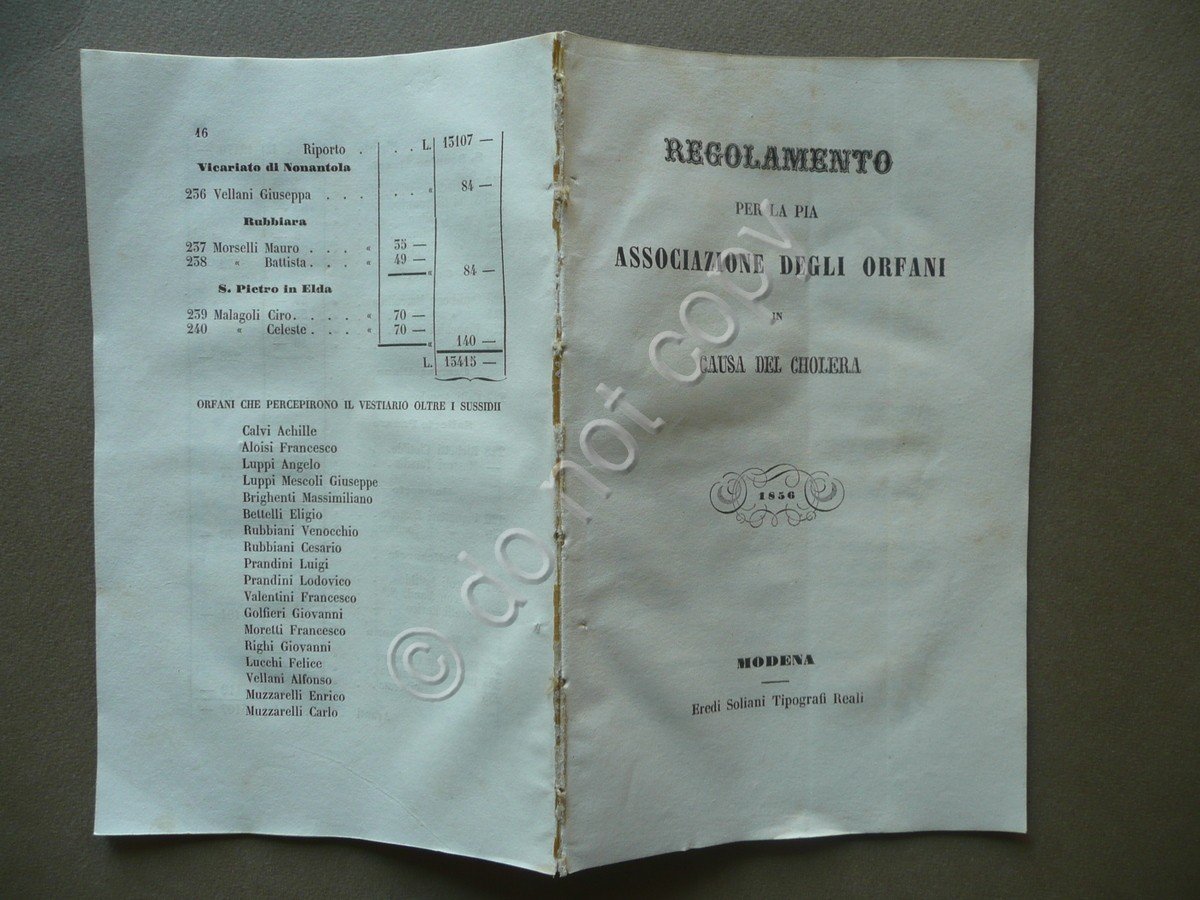 16
Riporto . . . L. 13107 —
Vicariato di Nonantola
236 Vellani Giuseppa . . . . . . « 84 —
Rubbiara
237 Morselli Mauro . . . . « 35 —
238 « Battista. . . « 49 —
« 84 —
S. Pietro in Elda
239 Malagoli Ciro. . . . . « 70 —
240 « Celeste . . . « 70 —
« 140 —
L. 13415 —
ORFANI CHE PERCEPIRONO IL VESTIARIO OLTRE I SUSSIDII
Calvi Achille
Aloisi Francesco
Luppi Angelo
Luppi Mescoli Giuseppe
Brighenti Massimiliano
Bettelli Eligio
Rubbiani Venocchio
Rubbiani Cesario
Prandini Luigi
Prandini Lodovico
Valentini Francesco
Golfieri Giovanni
Moretti Francesco
Righi Giovanni
Lucchi Felice
Vellani Alfonso
Muzzarelli Enrico
Muzzarelli Carlo
REGOLAMENTO
PER LA PIA
ASSOCIAZIONE DEGLI ORFANI
IN
CAUSA DEL CHOLERA
1856
MODENA
Eredi Soliani Tipografi Reali
© do not copy